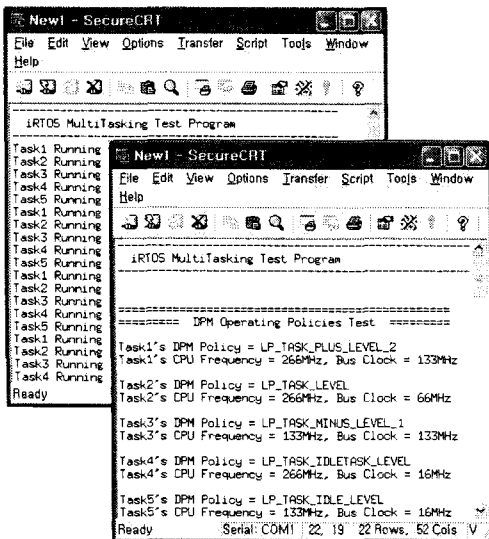 New1 - SecureCRT
File Edit View Options Transfer Script Tools Window
Help
iRTOS MultiTasking Test Program
Task1 Running
Task2 Running
Task3 Running
Task4 Running
Task5 Running
Task1 Running
Task2 Running
Task3 Running
Task4 Running
Task5 Running
Task1 Running
Task2 Running
Task3 Running
Task4 Running
Task5 Running
Task1 Running
Task2 Running
Task3 Running
Task4 Running
Ready
New1 - SecureCRT
File Edit View Options Transfer Script Tools Window
Help
iRTOS MultiTasking Test Program
========= DPM Operating Policies Test =========
Task1's DPM Policy = LP_TASK_PLUS_LEVEL_2
Task1's CPU Frequency = 266MHz, Bus Clock = 133MHz
Task2's DPM Policy = LP_TASK_LEVEL
Task2's CPU Frequency = 266MHz, Bus Clock = 66MHz
Task3's DPM Policy = LP_TASK_MINUS_LEVEL_1
Task3's CPU Frequency = 133MHz, Bus Clock = 133MHz
Task4's DPM Policy = LP_TASK_IDLETASK_LEVEL
Task4's CPU Frequency = 266MHz, Bus Clock = 16MHz
Task5's DPM Policy = LP_TASK_IDLE_LEVEL
Task5's CPU Frequency = 133MHz, Bus Clock = 16MHz
Ready Serial: COM1 22, 19 22 Rows, 52 Cols V